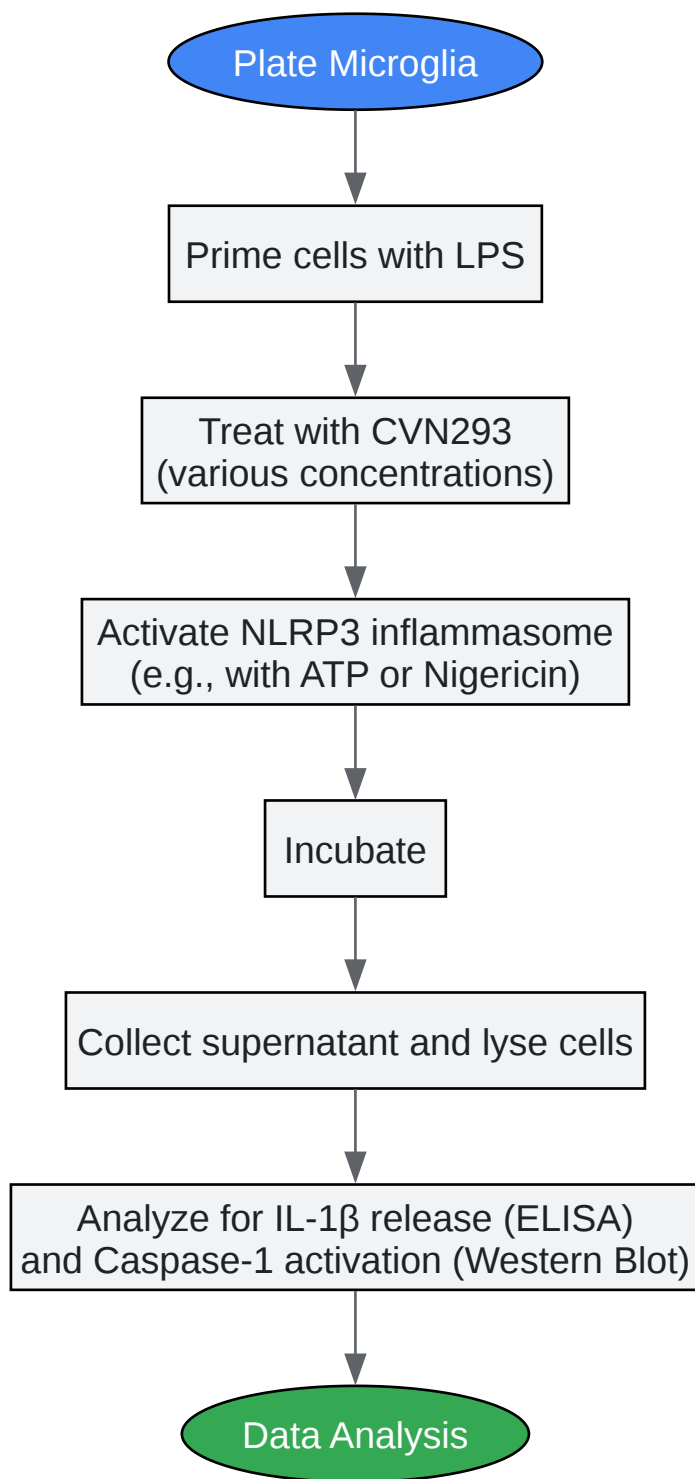 Plate Microglia
Prime cells with LPS
Treat with CVN293
(various concentrations)
Activate NLRP3 inflammasome
(e.g., with ATP or Nigericin)
Incubate
Collect supernatant and lyse cells
Analyze for IL-1β release (ELISA)
and Caspase-1 activation (Western Blot)
Data Analysis